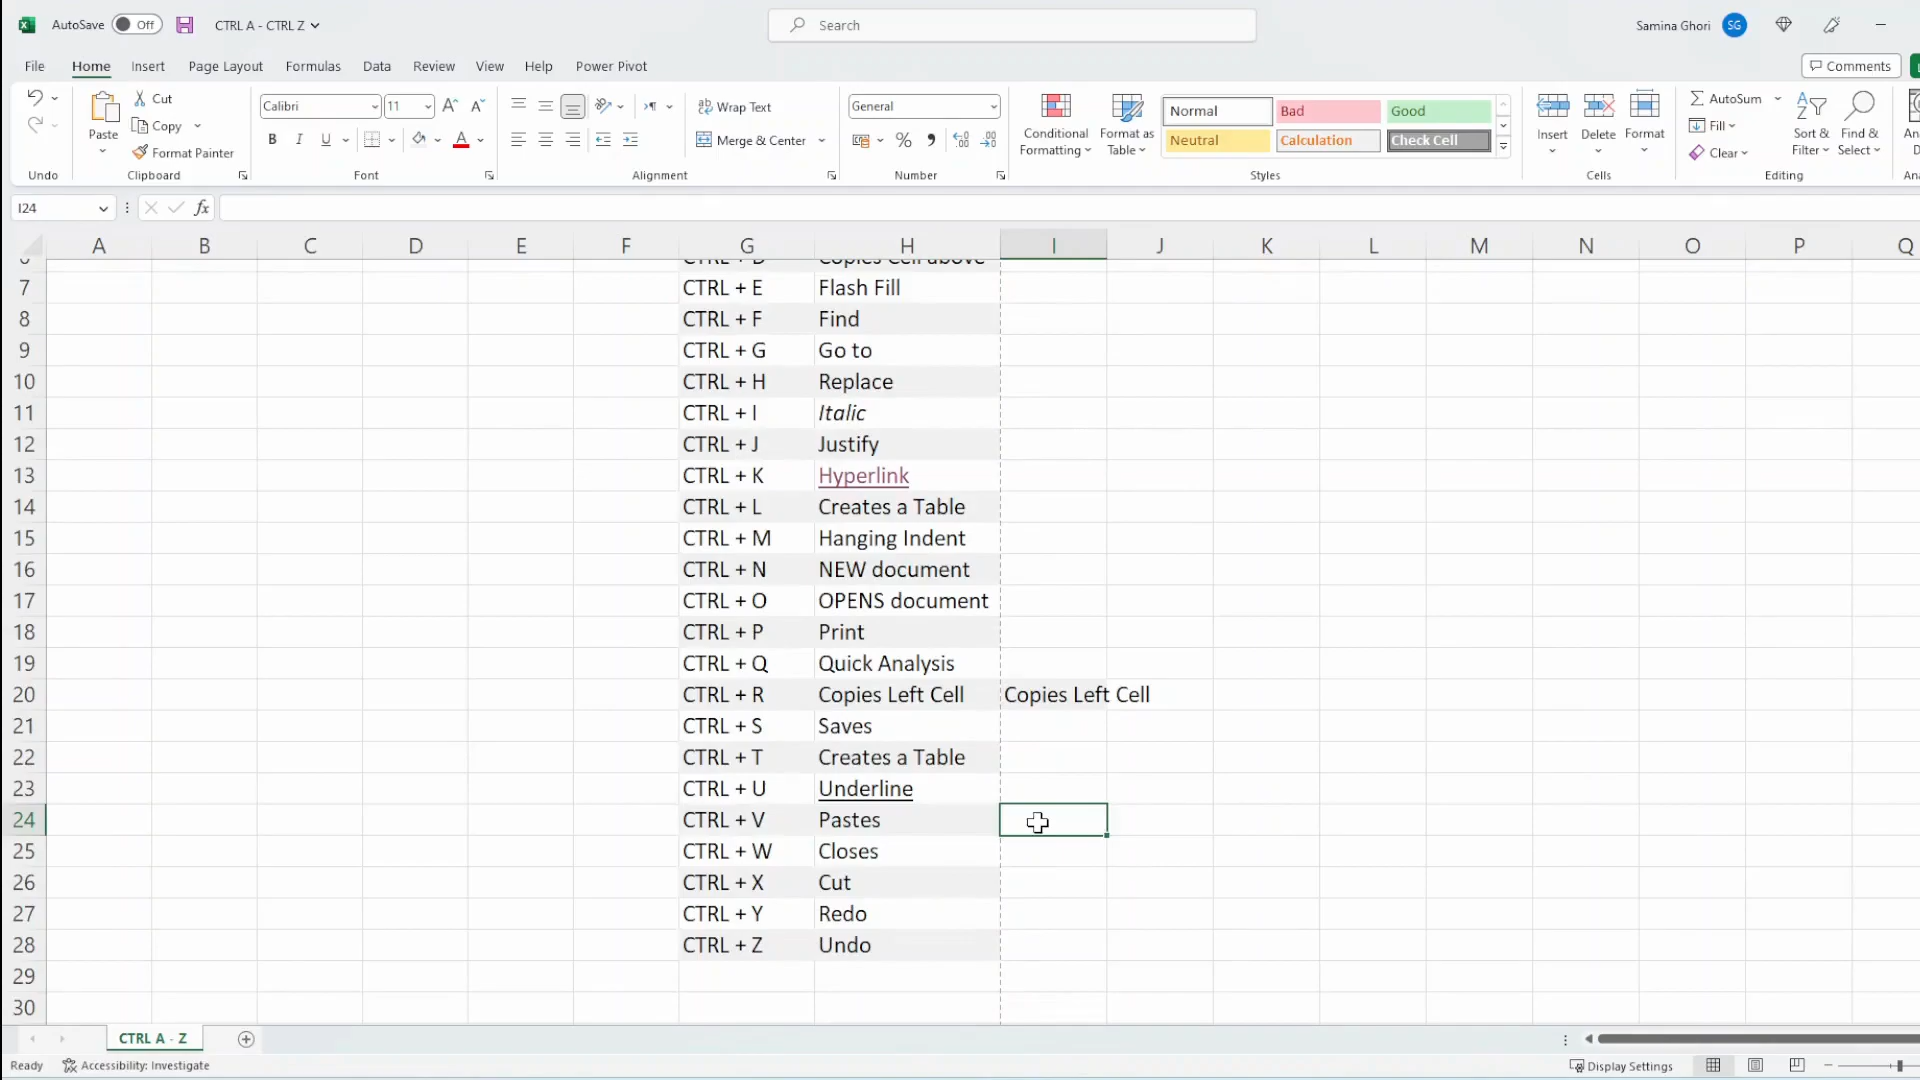 AutoSave Off CTRL A - CTRL Z Search Samina Ghori SG
File Home Insert Page Layout Formulas Data Review View Help Power Pivot Comments
Paste Cut Calibri 11 Wrap Text General Conditional Formatting Format as Table Normal Bad Good Insert Delete Format AutoSum Sort & Filter Find & Select
Copy Merge & Center Neutral Calculation Check Cell Fill
Format Painter Clear
Undo Clipboard Font Alignment Number Styles Cells Editing
I24 fx
A B C D E F G H I J K L M N O P Q
7 CTRL + E Flash Fill
8 CTRL + F Find
9 CTRL + G Go to
10 CTRL + H Replace
11 CTRL + I Italic
12 CTRL + J Justify
13 CTRL + K Hyperlink
14 CTRL + L Creates a Table
15 CTRL + M Hanging Indent
16 CTRL + N NEW document
17 CTRL + O OPENS document
18 CTRL + P Print
19 CTRL + Q Quick Analysis
20 CTRL + R Copies Left Cell Copies Left Cell
21 CTRL + S Saves
22 CTRL + T Creates a Table
23 CTRL + U Underline
24 CTRL + V Pastes
25 CTRL + W Closes
26 CTRL + X Cut
27 CTRL + Y Redo
28 CTRL + Z Undo
29
30
CTRL A - Z
Ready Accessibility: Investigate Display Settings